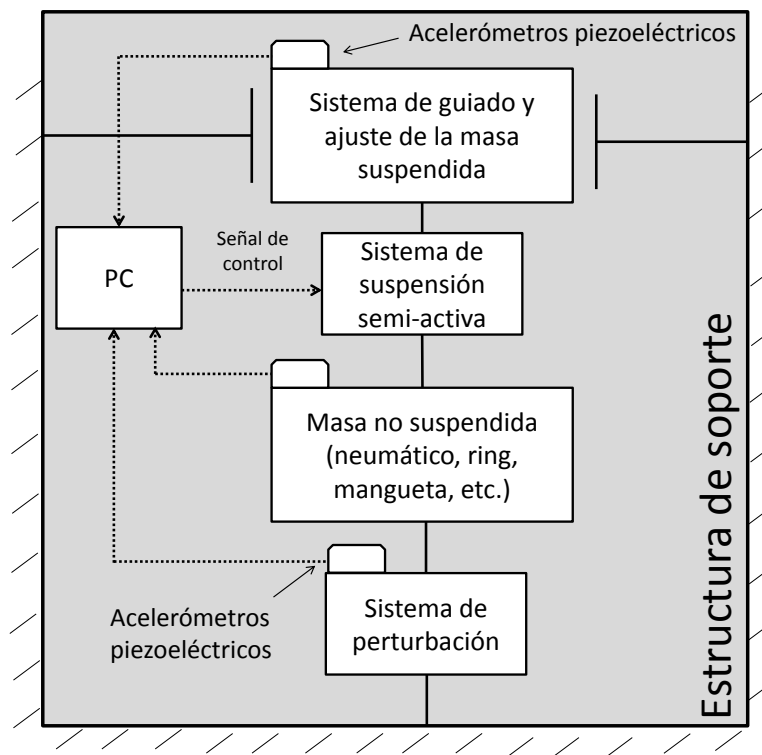 Acelerómetros piezoeléctricos
Sistema de guiado y
ajuste de la masa
suspendida
Señal de
control
PC
Sistema de
suspensión
semi-activa
Masa no suspendida
(neumático, ring,
mangueta, etc.)
Acelerómetros
piezoeléctricos
Sistema de
perturbación
Estructura de soporte